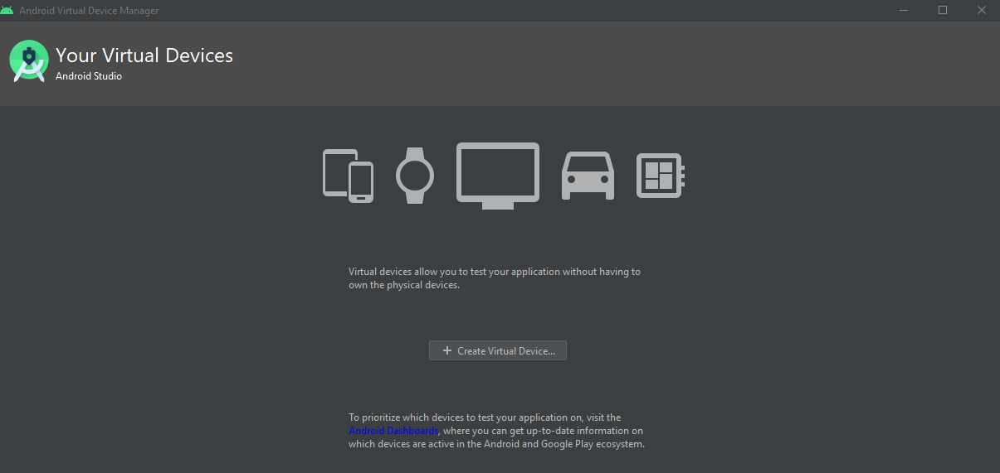 Android Virtual Device Manager
Your Virtual Devices
Android Studio
Virtual devices allow you to test your application without having to
own the physical devices.
Create Virtual Device...
To prioritize which devices to test your application on, visit the
Android Dashboards, where you can get up-to-date information on
which devices are active in the Android and Google Play ecosystem.